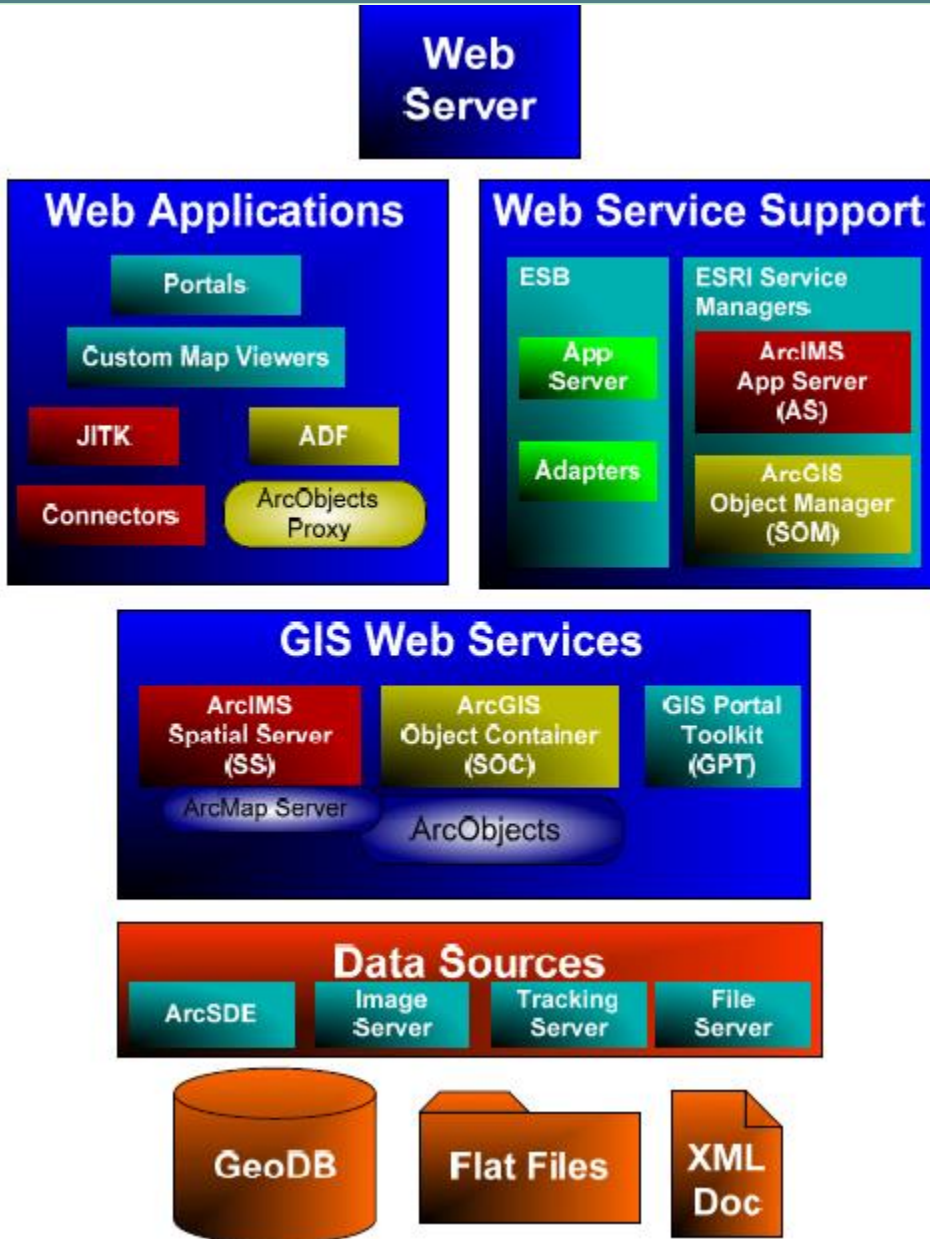 Web
Server
Web Applications
Portals
Custom Map Viewers
JITK
ADF
Connectors
ArcObjects
Proxy
Web Service Support
ESB
App
Server
Adapters
ESRI Service
Managers
ArcIMS
App Server
(AS)
ArcGIS
Object Manager
(SOM)
GIS Web Services
ArcIMS
Spatial Server
(SS)
ArcMap Server
ArcGIS
Object Container
(SOC)
ArcObjects
GIS Portal
Toolkit
(GPT)
Data Sources
ArcSDE
Image
Server
Tracking
Server
File
Server
GeoDB
Flat Files
XML
Doc